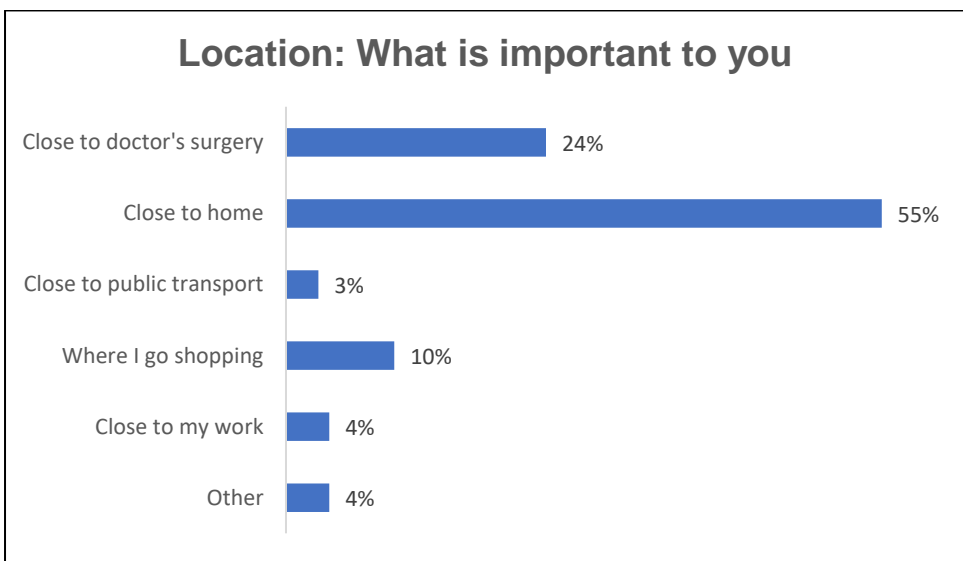 Location: What is important to you
Close to doctor's surgery 24%
Close to home 55%
Close to public transport 3%
Where I go shopping 10%
Close to my work 4%
Other 4%